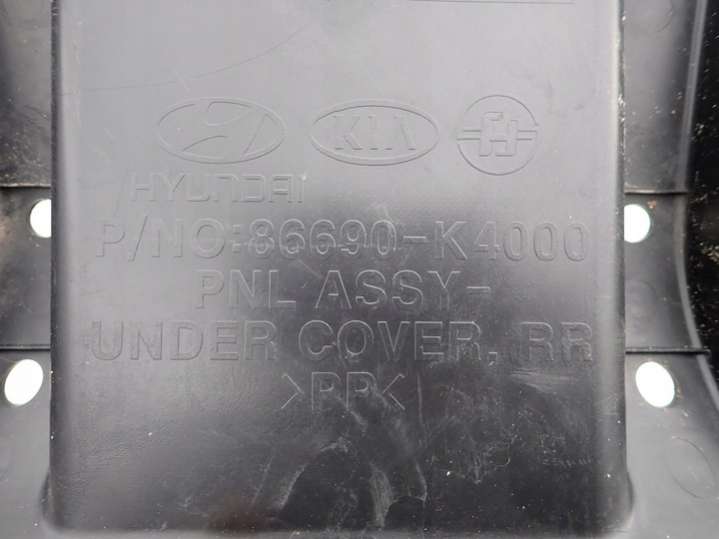 KIA
HYUNDAI
P/NO:86690-K4000
PNL ASSY-
UNDER COVER, RR
>PP<